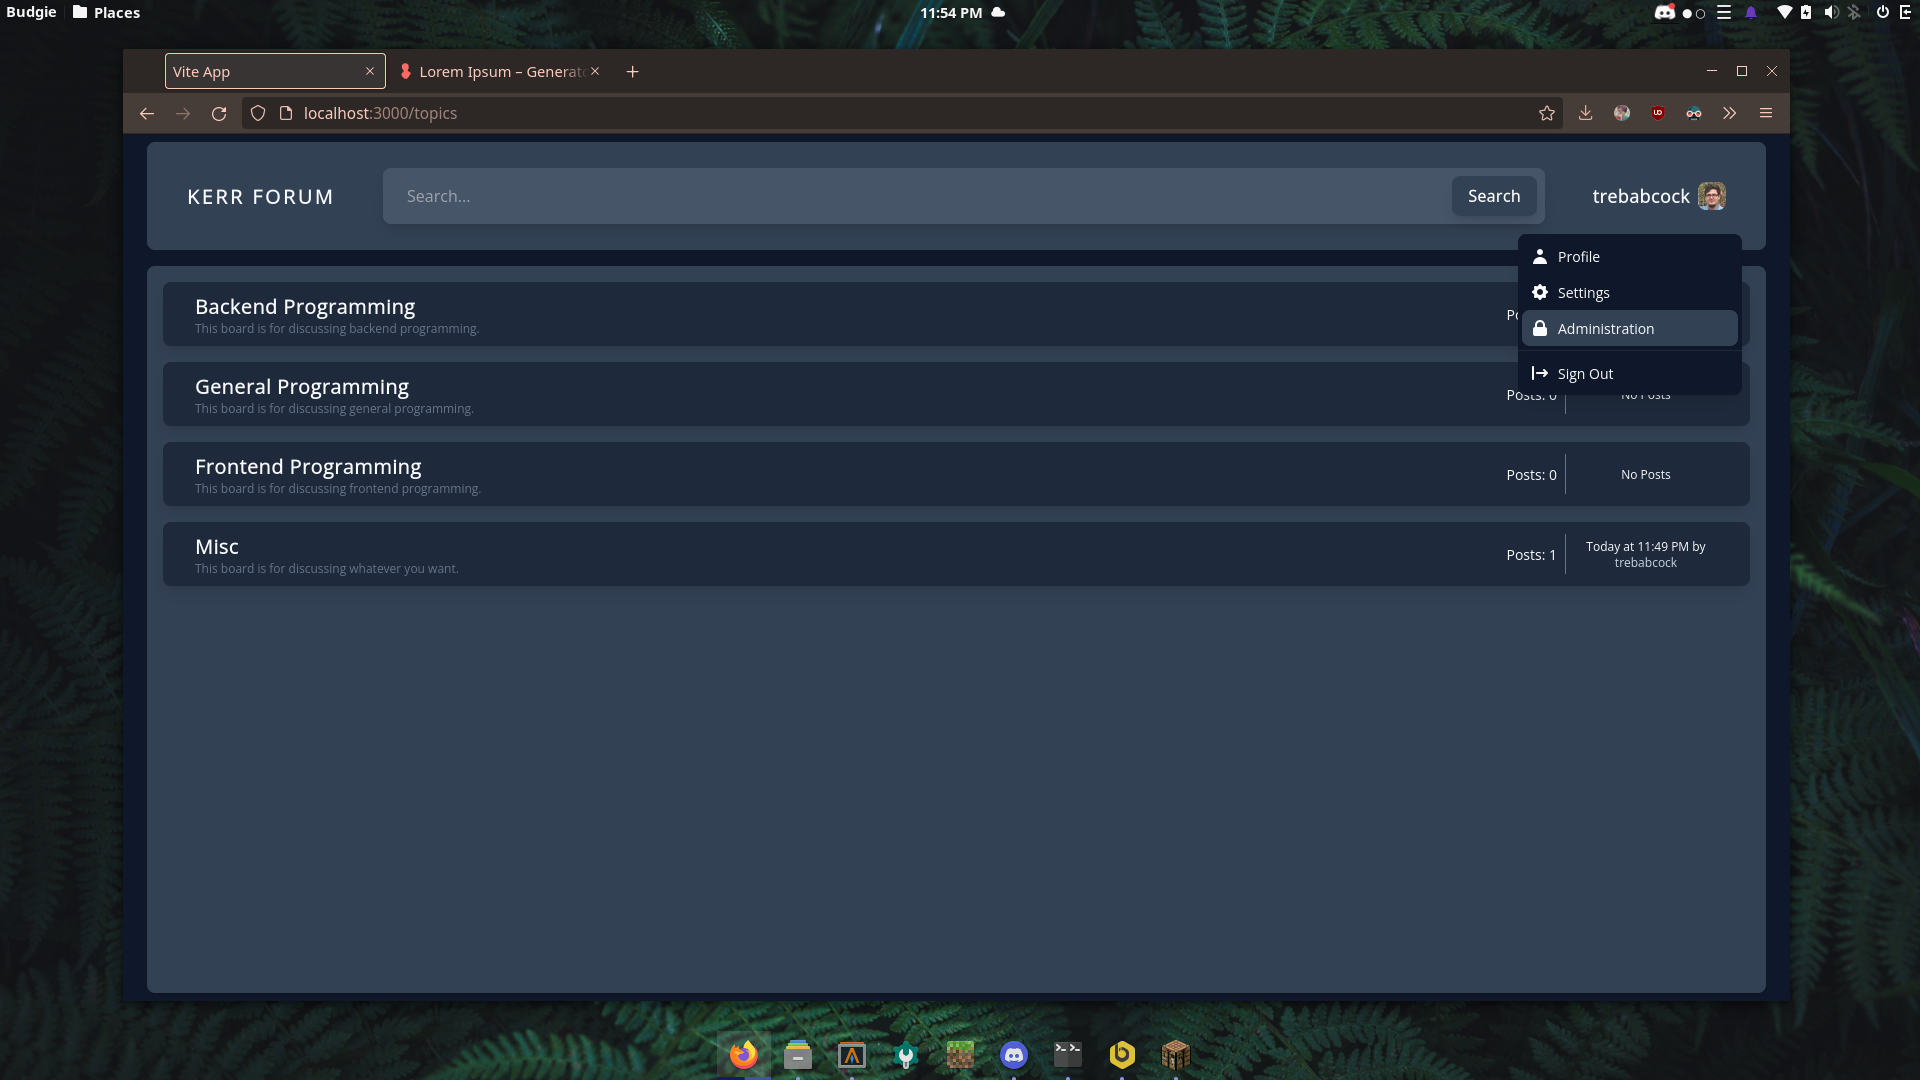 Budgie Places
11:54 PM
Vite App
Lorem Ipsum – Generat
localhost:3000/topics
KERR FORUM
Search...
Search
trebabcock
Profile
Settings
Administration
Sign Out
Backend Programming
This board is for discussing backend programming.
General Programming
This board is for discussing general programming.
Posts: 0
No Posts
Frontend Programming
This board is for discussing frontend programming.
Posts: 0
No Posts
Misc
This board is for discussing whatever you want.
Posts: 1
Today at 11:49 PM by
trebabcock